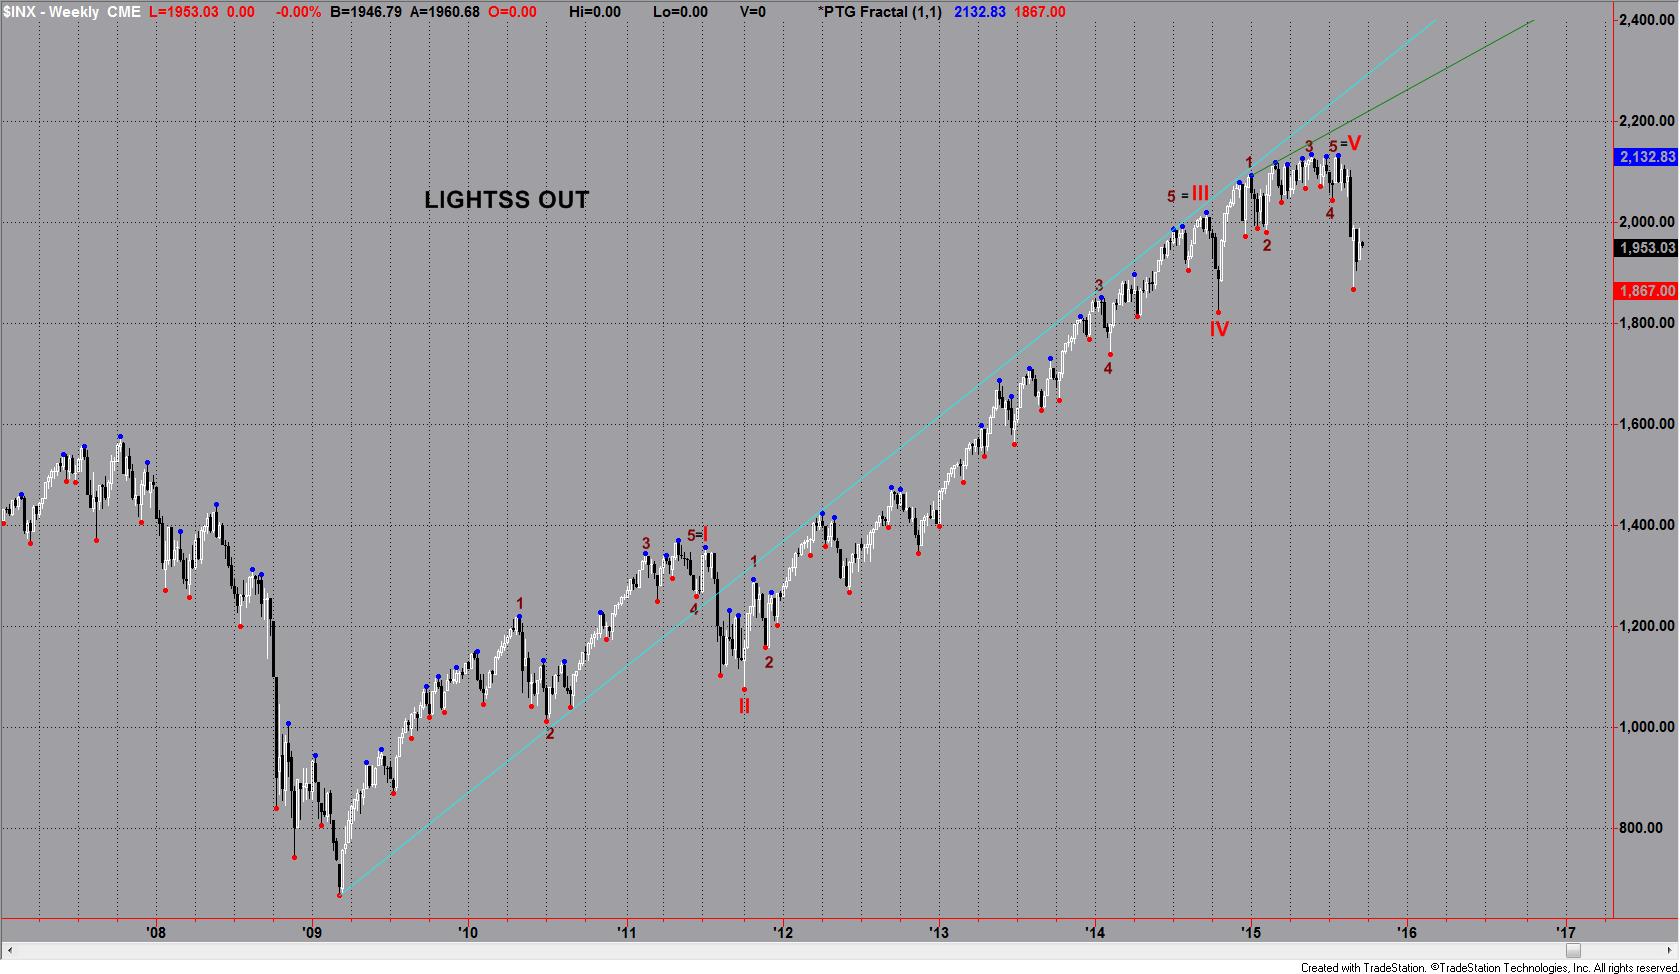 $INX - Weekly CME L=1953.03 0.00 -0.00% B=1946.79 A=1960.68 O=0.00 Hi=0.00 Lo=0.00 V=0 *PTG Fractal (1,1) 2132.83 1867.00
2,400.00
2,200.00
2,132.83
2,000.00
1,953.03
1,867.00
1,800.00
1,600.00
1,400.00
1,200.00
1,000.00
800.00
LIGHTSS OUT
1
2
3
4
5=I
II
1
2
3
4
5 = III
IV
1
2
3
4
5 =V
'08 '09 '10 '11 '12 '13 '14 '15 '16 '17
Created with TradeStation. ©TradeStation Technologies, Inc. All rights reserved.